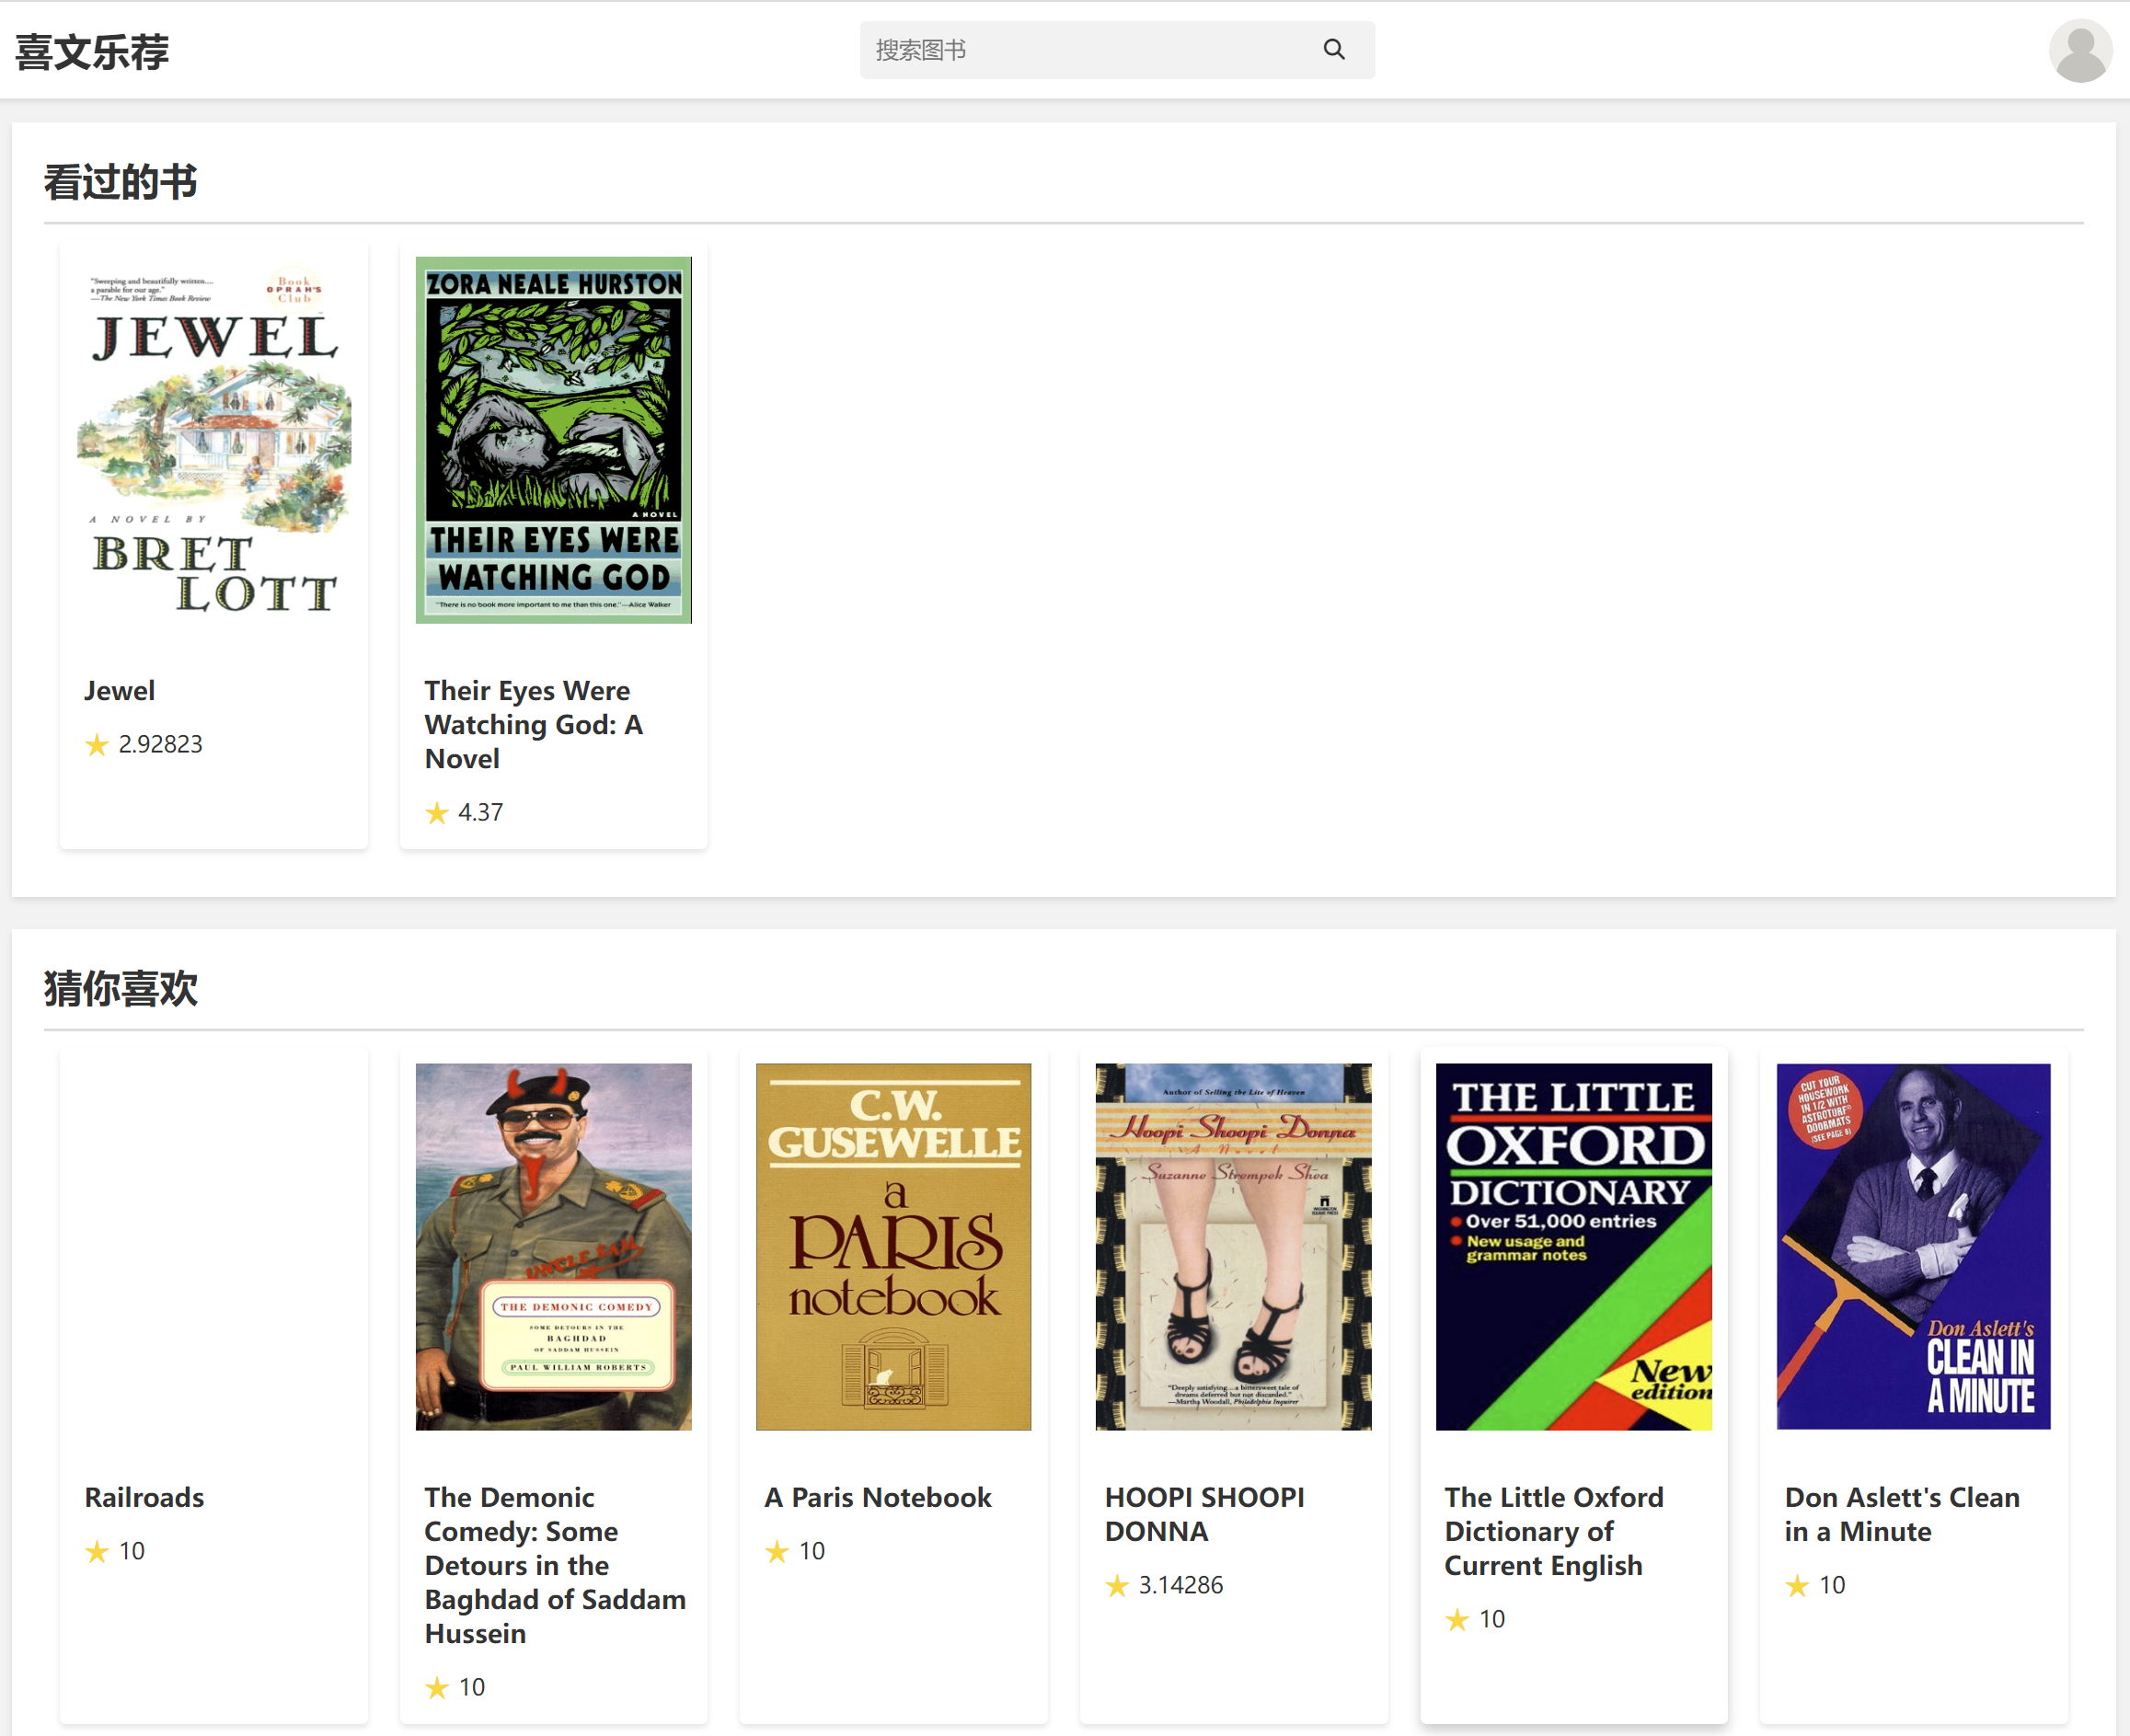 喜文乐荐
搜索图书
看过的书
"Sweeping and beautifully written....
a parable for our age."
—The New York Times Book Review
Book
OPRAH'S
Club
JEWEL
A NOVEL BY
BRET
LOTT
Jewel
2.92823
ZORA NEALE HURSTON
A NOVEL
THEIR EYES WERE
WATCHING GOD
"There is no book more important to me than this one."—Alice Walker
Their Eyes Were
Watching God: A
Novel
4.37
猜你喜欢
Railroads
10
UNCLE SAM
THE DEMONIC COMEDY
SOME DETOURS IN THE
BAGHDAD
OF SADDAM HUSSEIN
PAUL WILLIAM ROBERTS
The Demonic
Comedy: Some
Detours in the
Baghdad of Saddam
Hussein
10
C.W.
GUSEWELLE
a
PARIS
notebook
A Paris Notebook
10
Author of Selling the Lite of Heaven
Hoopi Shoopi Donna
A Novel
Suzanne Strempek Shea
WASHINGTON
SQUARE PRESS
"Deeply satisfying...a bittersweet tale of
dreams deferred but not discarded."
—Martha Woodall, Philadelphia Inquirer
HOOPI SHOOPI
DONNA
3.14286
THE LITTLE
OXFORD
DICTIONARY
Over 51,000 entries
New usage and
grammar notes
New
edition
The Little Oxford
Dictionary of
Current English
10
CUT YOUR
HOUSEWORK
IN 1/2 WITH
ASTROTURF®
DOORMATS
(SEE PAGE 6)
Don Aslett's
CLEAN IN
A MINUTE
Don Aslett's Clean
in a Minute
10